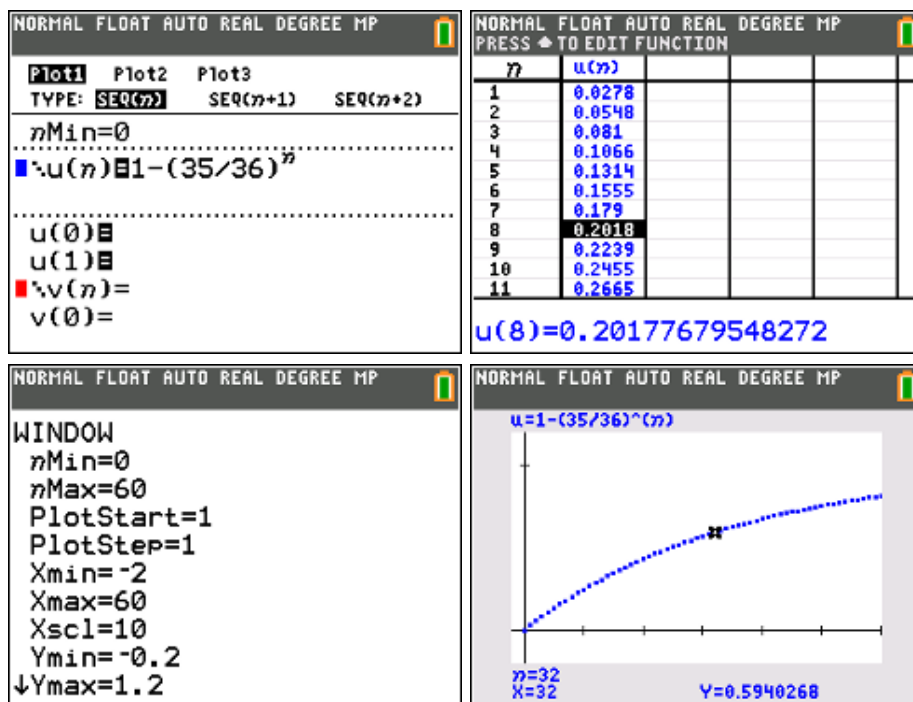 NORMAL FLOAT AUTO REAL DEGREE MP
Plot1 Plot2 Plot3
TYPE: SEQ(n) SEQ(n+1) SEQ(n+2)
nMin=0
u(n)=1-(35/36)ⁿ
u(0)=
u(1)=
v(n)=
v(0)=
NORMAL FLOAT AUTO REAL DEGREE MP
PRESS ↑ TO EDIT FUNCTION
n u(n)
1 0.0278
2 0.0548
3 0.081
4 0.1066
5 0.1314
6 0.1555
7 0.179
8 0.2018
9 0.2239
10 0.2455
11 0.2665
u(8)=0.20177679548272
NORMAL FLOAT AUTO REAL DEGREE MP
WINDOW
nMin=0
nMax=60
PlotStart=1
PlotStep=1
Xmin=-2
Xmax=60
Xscl=10
Ymin=-0.2
↓Ymax=1.2
NORMAL FLOAT AUTO REAL DEGREE MP
u=1-(35/36)^(n)
n=32
X=32 Y=0.5940268